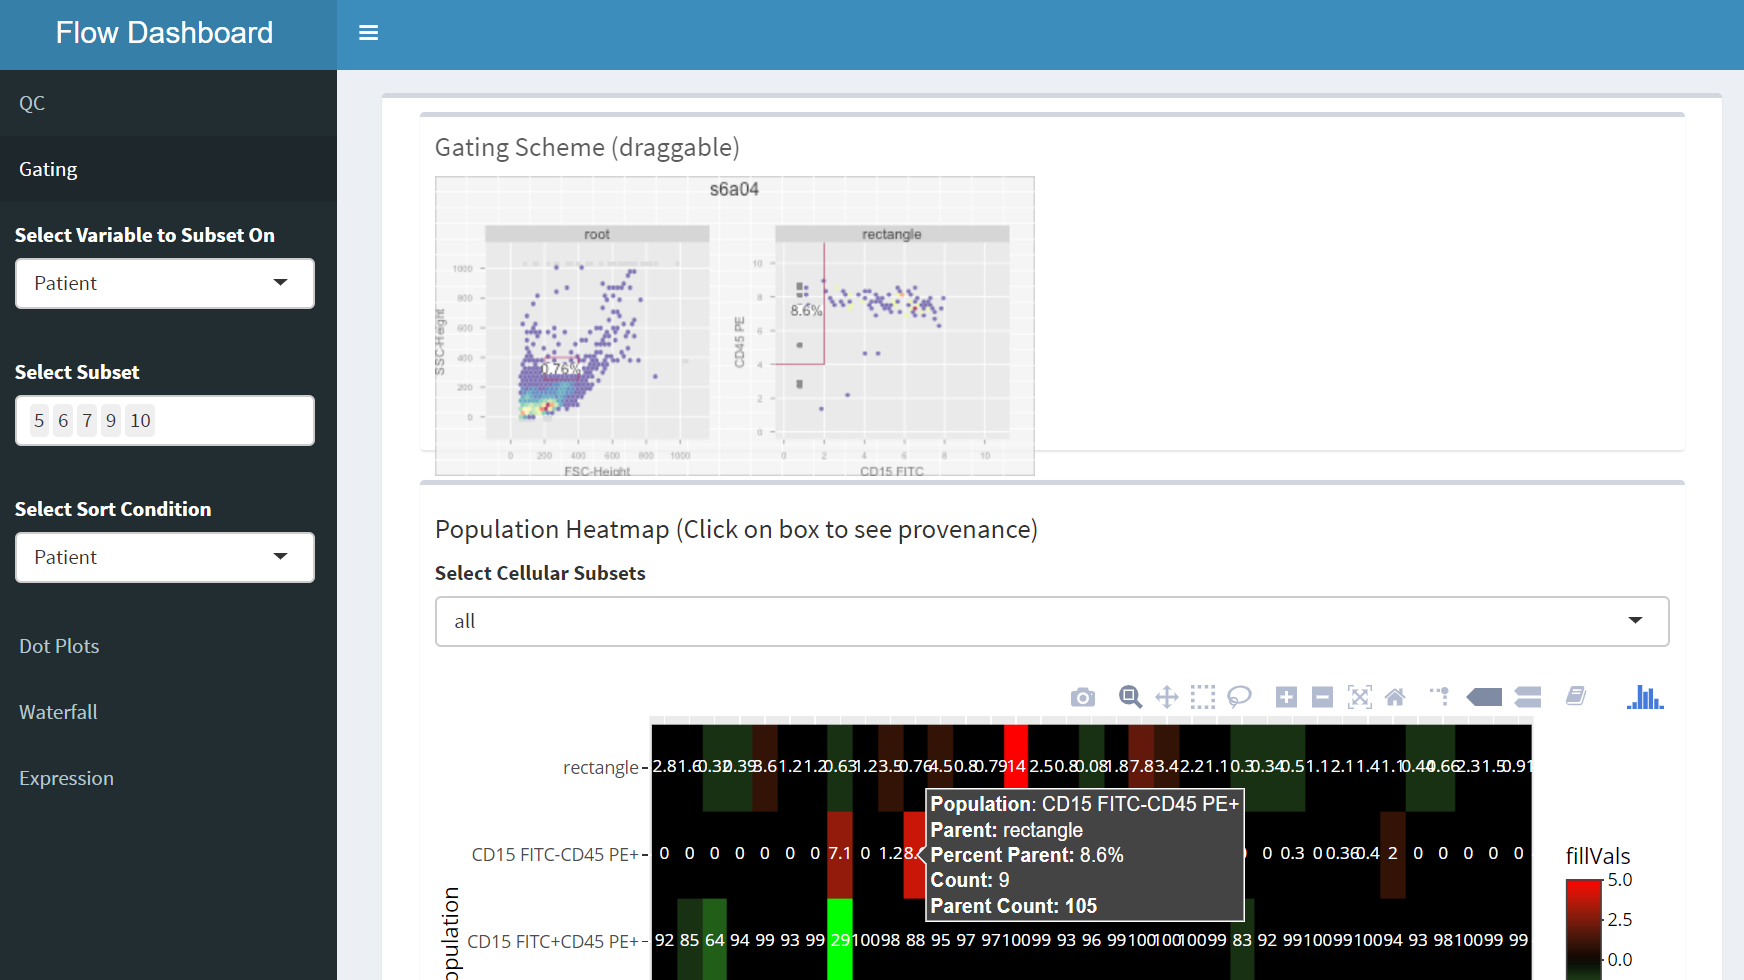 Flow Dashboard
QC
Gating
Select Variable to Subset On
Patient
Select Subset
5 6 7 9 10
Select Sort Condition
Patient
Dot Plots
Waterfall
Expression
Gating Scheme (draggable)
s6a04
root
rectangle
1000
800
600
400
200
0
SSC-Height
0.76%
0 200 400 600 800 1000
FSC-Height
10
8
6
4
2
0
CD45 PE
8.6%
0 2 4 6 8 10
CD15 FITC
Population Heatmap (Click on box to see provenance)
Select Cellular Subsets
all
rectangle 2.8 1.6 0.32 0.39 3.6 1.2 1.2 0.63 1.2 3.5 0.76 4.5 0.8 0.79 14 2.5 0.8 0.08 1.8 7.8 3.4 2.2 1.1 0.3 0.34 0.5 1.1 2.1 1.4 1.1 0.44 0.66 2.3 1.5 0.91
Population: CD15 FITC-CD45 PE+
Parent: rectangle
Percent Parent: 8.6%
Count: 9
Parent Count: 105
CD15 FITC-CD45 PE+ 0 0 0 0 0 0 0 7.1 0 1.2 0 0.3 0 0.36 0.4 2 0 0 0 0 0
CD15 FITC+CD45 PE+ 92 85 64 94 99 93 99 29 100 98 88 95 97 97 100 99 93 96 99 100 100 100 99 83 92 99 100 99 100 94 93 98 100 99 99
fillVals
5.0
2.5
0.0